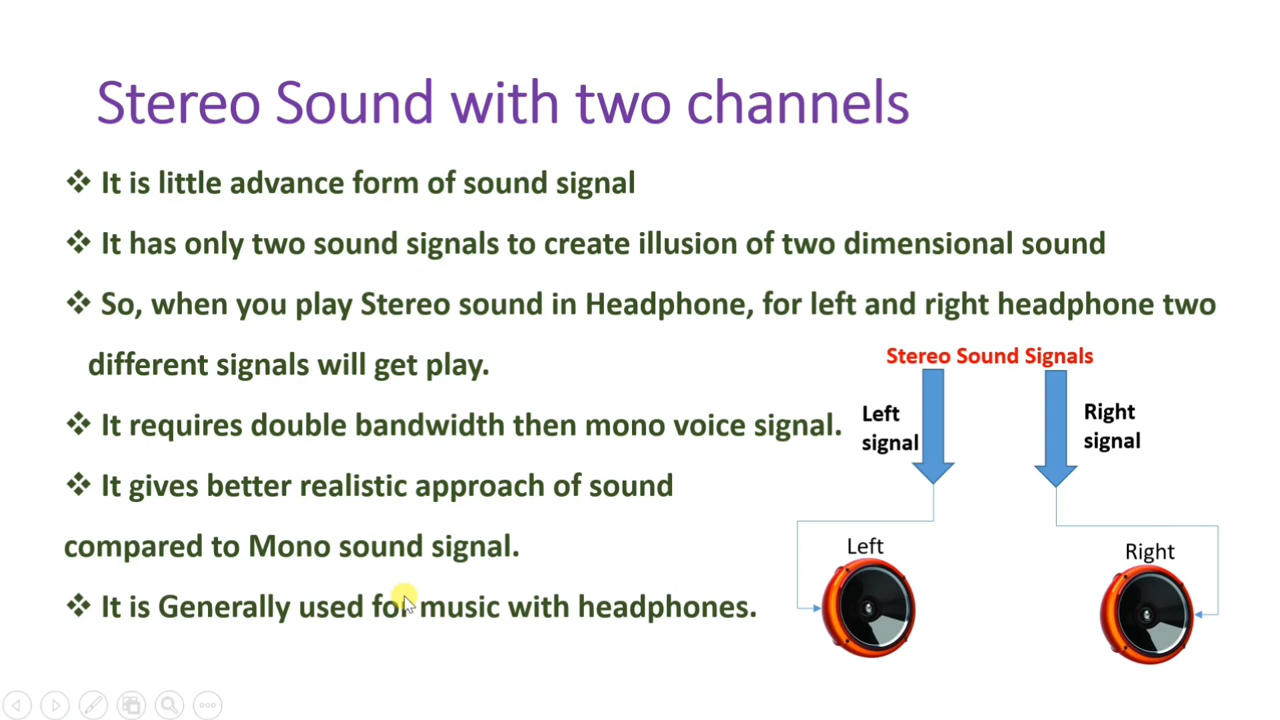 Stereo Sound with two channels
❖ It is little advance form of sound signal
❖ It has only two sound signals to create illusion of two dimensional sound
❖ So, when you play Stereo sound in Headphone, for left and right headphone two
different signals will get play.
❖ It requires double bandwidth then mono voice signal.
❖ It gives better realistic approach of sound
compared to Mono sound signal.
❖ It is Generally used for music with headphones.
Stereo Sound Signals
Left
signal
Right
signal
Left
Right